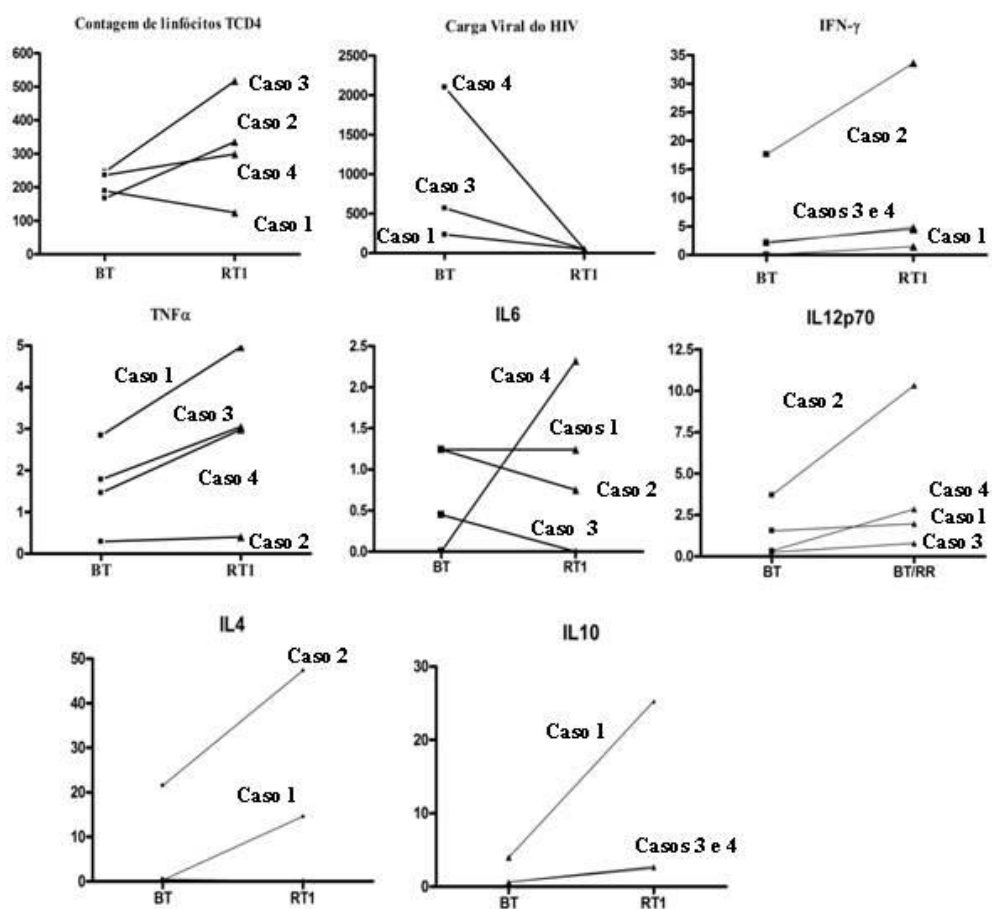 Contagem de linfócitos TCD4
600
500
400
300
200
100
0
Caso 3
Caso 2
Caso 4
Caso 1
BT RT1
Carga Viral do HIV
2500
2000
1500
1000
500
0
Caso 4
Caso 3
Caso 1
BT RT1
IFN-γ
35
30
25
20
15
10
5
0
Caso 2
Casos 3 e 4
Caso 1
BT RT1
TNFα
5
4
3
2
1
0
Caso 1
Caso 3
Caso 4
Caso 2
BT RT1
IL6
2.5
2.0
1.5
1.0
0.5
0.0
Caso 4
Casos 1
Caso 2
Caso 3
BT RT1
IL12p70
12.5
10.0
7.5
5.0
2.5
0.0
Caso 2
Caso 4
Caso 1
Caso 3
BT BT/RR
IL4
50
40
30
20
10
0
Caso 2
Caso 1
BT RT1
IL10
30
20
10
0
Caso 1
Casos 3 e 4
BT RT1